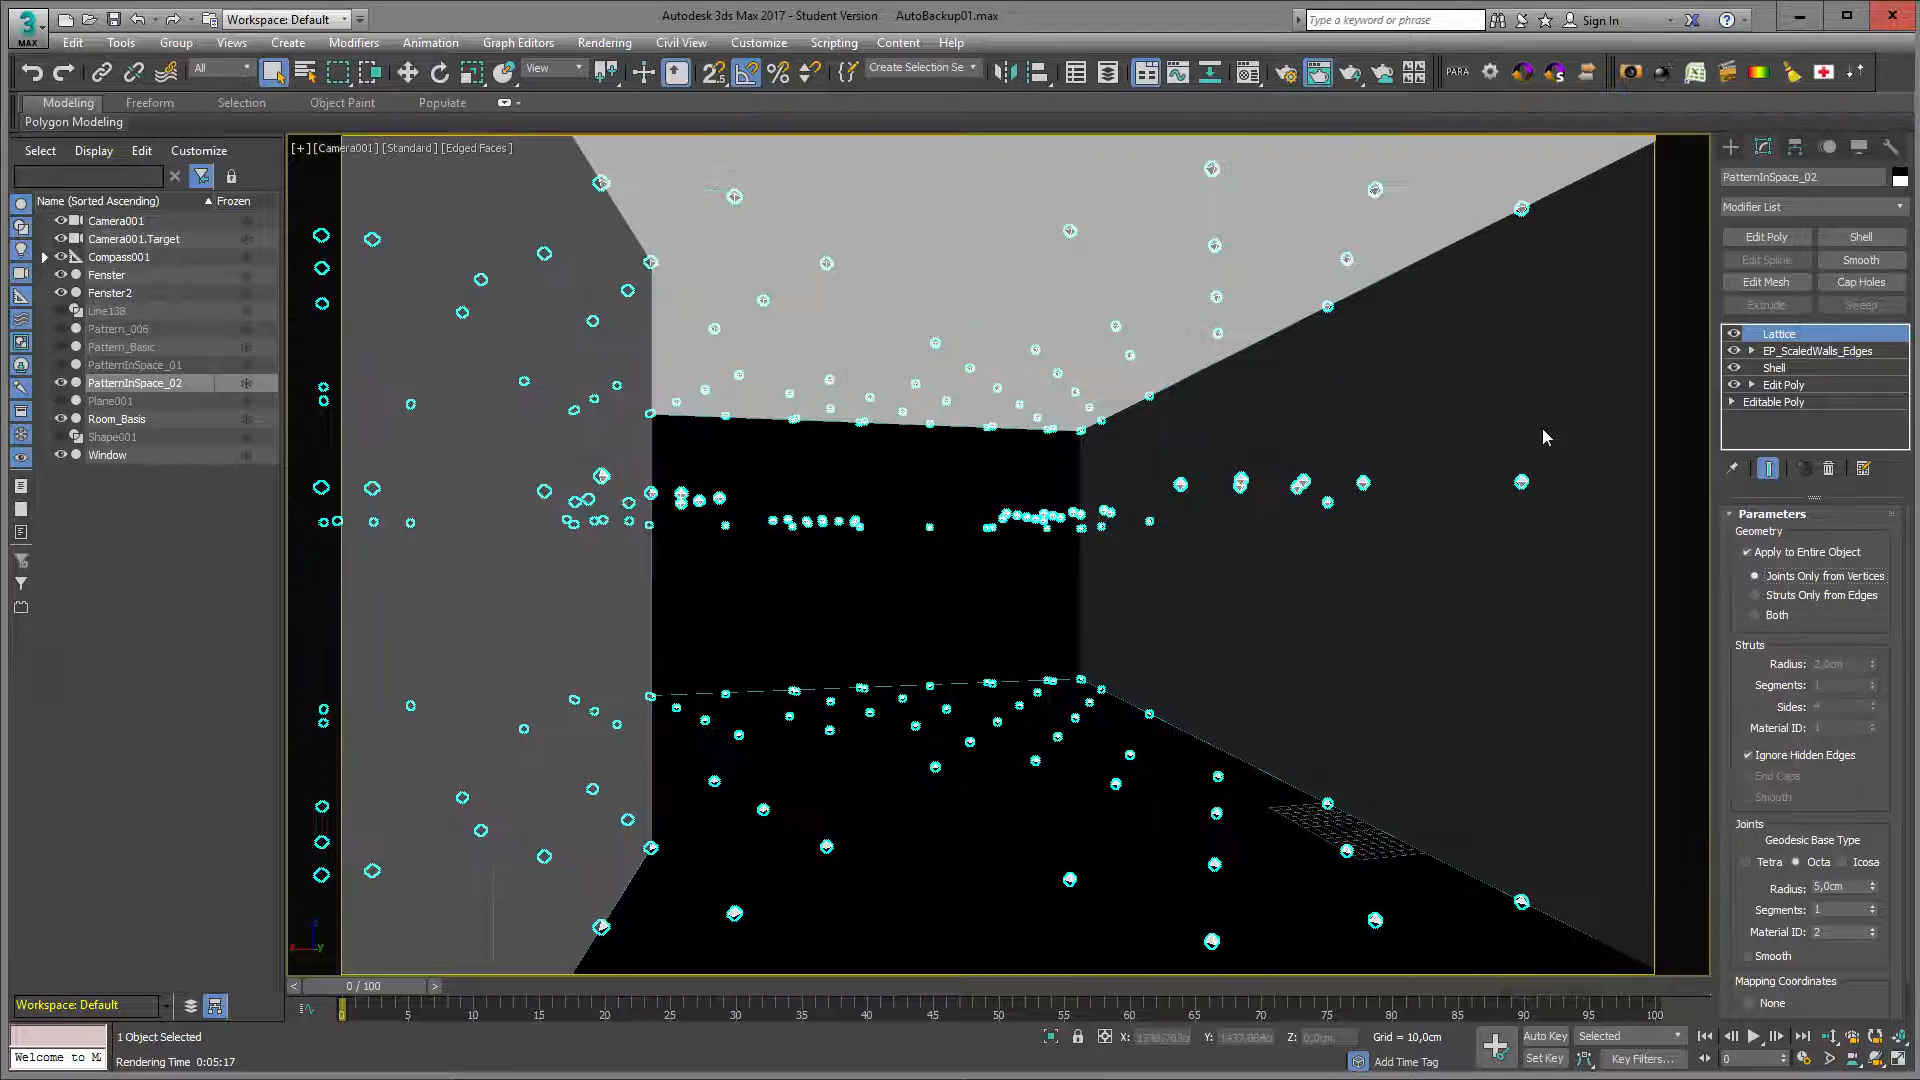 Workspace: Default
Autodesk 3ds Max 2017 - Student Version AutoBackup01.max
Type a keyword or phrase
Sign In
MAX
Edit Tools Group Views Create Modifiers Animation Graph Editors Rendering Civil View Customize Scripting Content Help
All
View
Create Selection Se
PARA
Modeling Freeform Selection Object Paint Populate
Polygon Modeling
Select Display Edit Customize
[+] [Camera001] [Standard] [Edged Faces]
Name (Sorted Ascending) Frozen
Camera001
Camera001.Target
Compass001
Fenster
Fenster2
Line138
Pattern_006
Pattern_Basic
PatternInSpace_01
PatternInSpace_02
Plane001
Room_Basis
Shape001
Window
PatternInSpace_02
Modifier List
Edit Poly Shell
Edit Spline Smooth
Edit Mesh Cap Holes
Extrude Sweep
Lattice
EP_ScaledWalls_Edges
Shell
Edit Poly
Editable Poly
Parameters
Geometry
Apply to Entire Object
Joints Only from Vertices
Struts Only from Edges
Both
Struts
Radius: 2,0cm
Segments: 1
Sides: 4
Material ID: 1
Ignore Hidden Edges
End Caps
Smooth
Joints
Geodesic Base Type
Tetra Octa Icosa
Radius: 5,0cm
Segments: 1
Material ID: 2
Smooth
Mapping Coordinates
None
0 / 100
Workspace: Default
0 5 10 15 20 25 30 35 40 45 50 55 60 65 70 75 80 85 90 95 100
1 Object Selected
X: Y: Z: 0,0cm Grid = 10,0cm
Auto Key Selected
Welcome to M
Rendering Time 0:05:17
Add Time Tag
Set Key Key Filters...
0